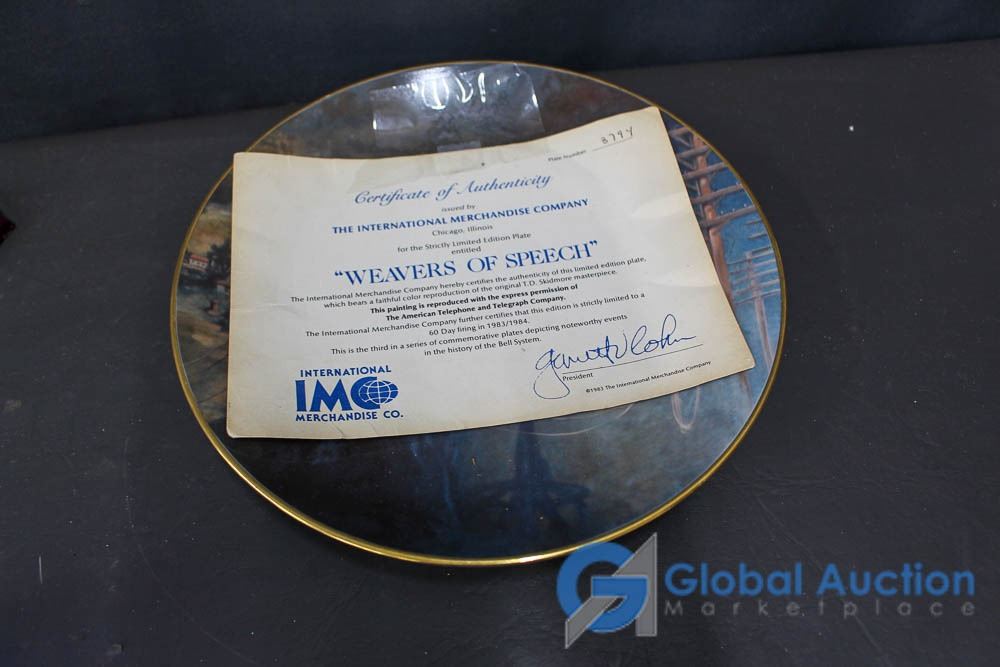 Plate Number 8794
Certificate of Authenticity
issued by
THE INTERNATIONAL MERCHANDISE COMPANY
Chicago, Illinois
for the Strictly Limited Edition Plate
entitled
"WEAVERS OF SPEECH"
The International Merchandise Company hereby certifies the authenticity of this limited edition plate,
which bears a faithful color reproduction of the original T.D. Skidmore masterpiece.
This painting is reproduced with the express permission of
The American Telephone and Telegraph Company.
The International Merchandise Company further certifies that this edition is strictly limited to a
60 Day firing in 1983/1984.
This is the third in a series of commemorative plates depicting noteworthy events
in the history of the Bell System.
President
©1983 The International Merchandise Company
INTERNATIONAL
IMCO
MERCHANDISE CO.
GA Global Auction
Marketplace